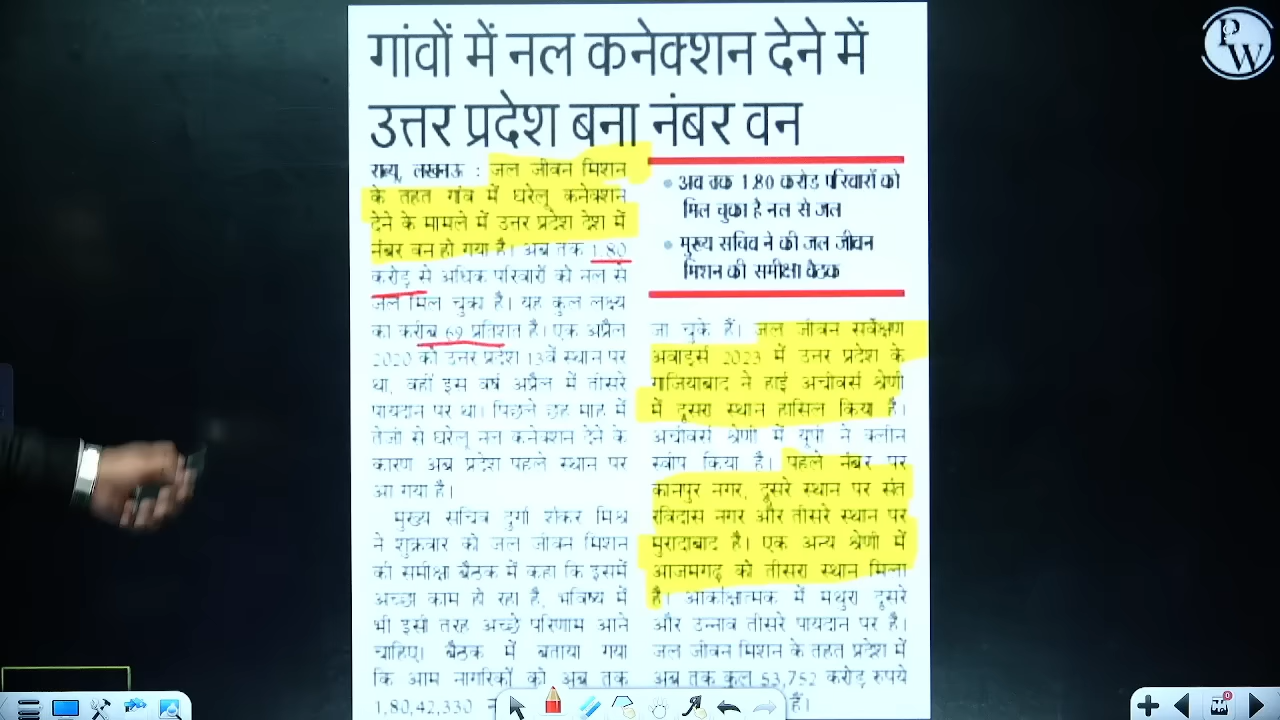 PW
गांवों में नल कनेक्शन देने में
उत्तर प्रदेश बना नंबर वन
राब्यू, लखनऊ : जल जीवन मिशन
के तहत गांव में घरेलू कनेक्शन
देने के मामले में उत्तर प्रदेश देश में
नंबर वन हो गया है। अब तक 1.80
करोड़ से अधिक परिवारों को नल से
जल मिल चुका है। यह कुल लक्ष्य
का करीब 69 प्रतिशत है। एक अप्रैल
2020 को उत्तर प्रदेश 13वें स्थान पर
था, वहीं इस वर्ष अप्रैल में तीसरे
पायदान पर था। पिछले छह माह में
तेजी से घरेलू नल कनेक्शन देने के
कारण अब प्रदेश पहले स्थान पर
आ गया है।
मुख्य सचिव दुर्गा शंकर मिश्र
ने शुक्रवार को जल जीवन मिशन
की समीक्षा बैठक में कहा कि इसमें
अच्छा काम हो रहा है, भविष्य में
भी इसी तरह अच्छे परिणाम आने
चाहिए। बैठक में बताया गया
कि आम नागरिकों को अब तक
1,80,42,330
अब तक 1.80 करोड़ परिवारों को
मिल चुका है नल से जल
मुख्य सचिव ने की जल जीवन
मिशन की समीक्षा बैठक
जा चुके हैं। जल जीवन सर्वेक्षण
अवार्ड्स 2023 में उत्तर प्रदेश के
गाजियाबाद ने हाई अचीवर्स श्रेणी
में दूसरा स्थान हासिल किया है।
अचीवर्स श्रेणी में यूपी ने क्लीन
स्वीप किया है। पहले नंबर पर
कानपुर नगर, दूसरे स्थान पर संत
रविदास नगर और तीसरे स्थान पर
मुरादाबाद है। एक अन्य श्रेणी में
आजमगढ़ को तीसरा स्थान मिला
है। आकांक्षात्मक में मथुरा दूसरे
और उन्नाव तीसरे पायदान पर है।
जल जीवन मिशन के तहत प्रदेश में
अब तक कुल 53,752 करोड़ रुपये
हैं।